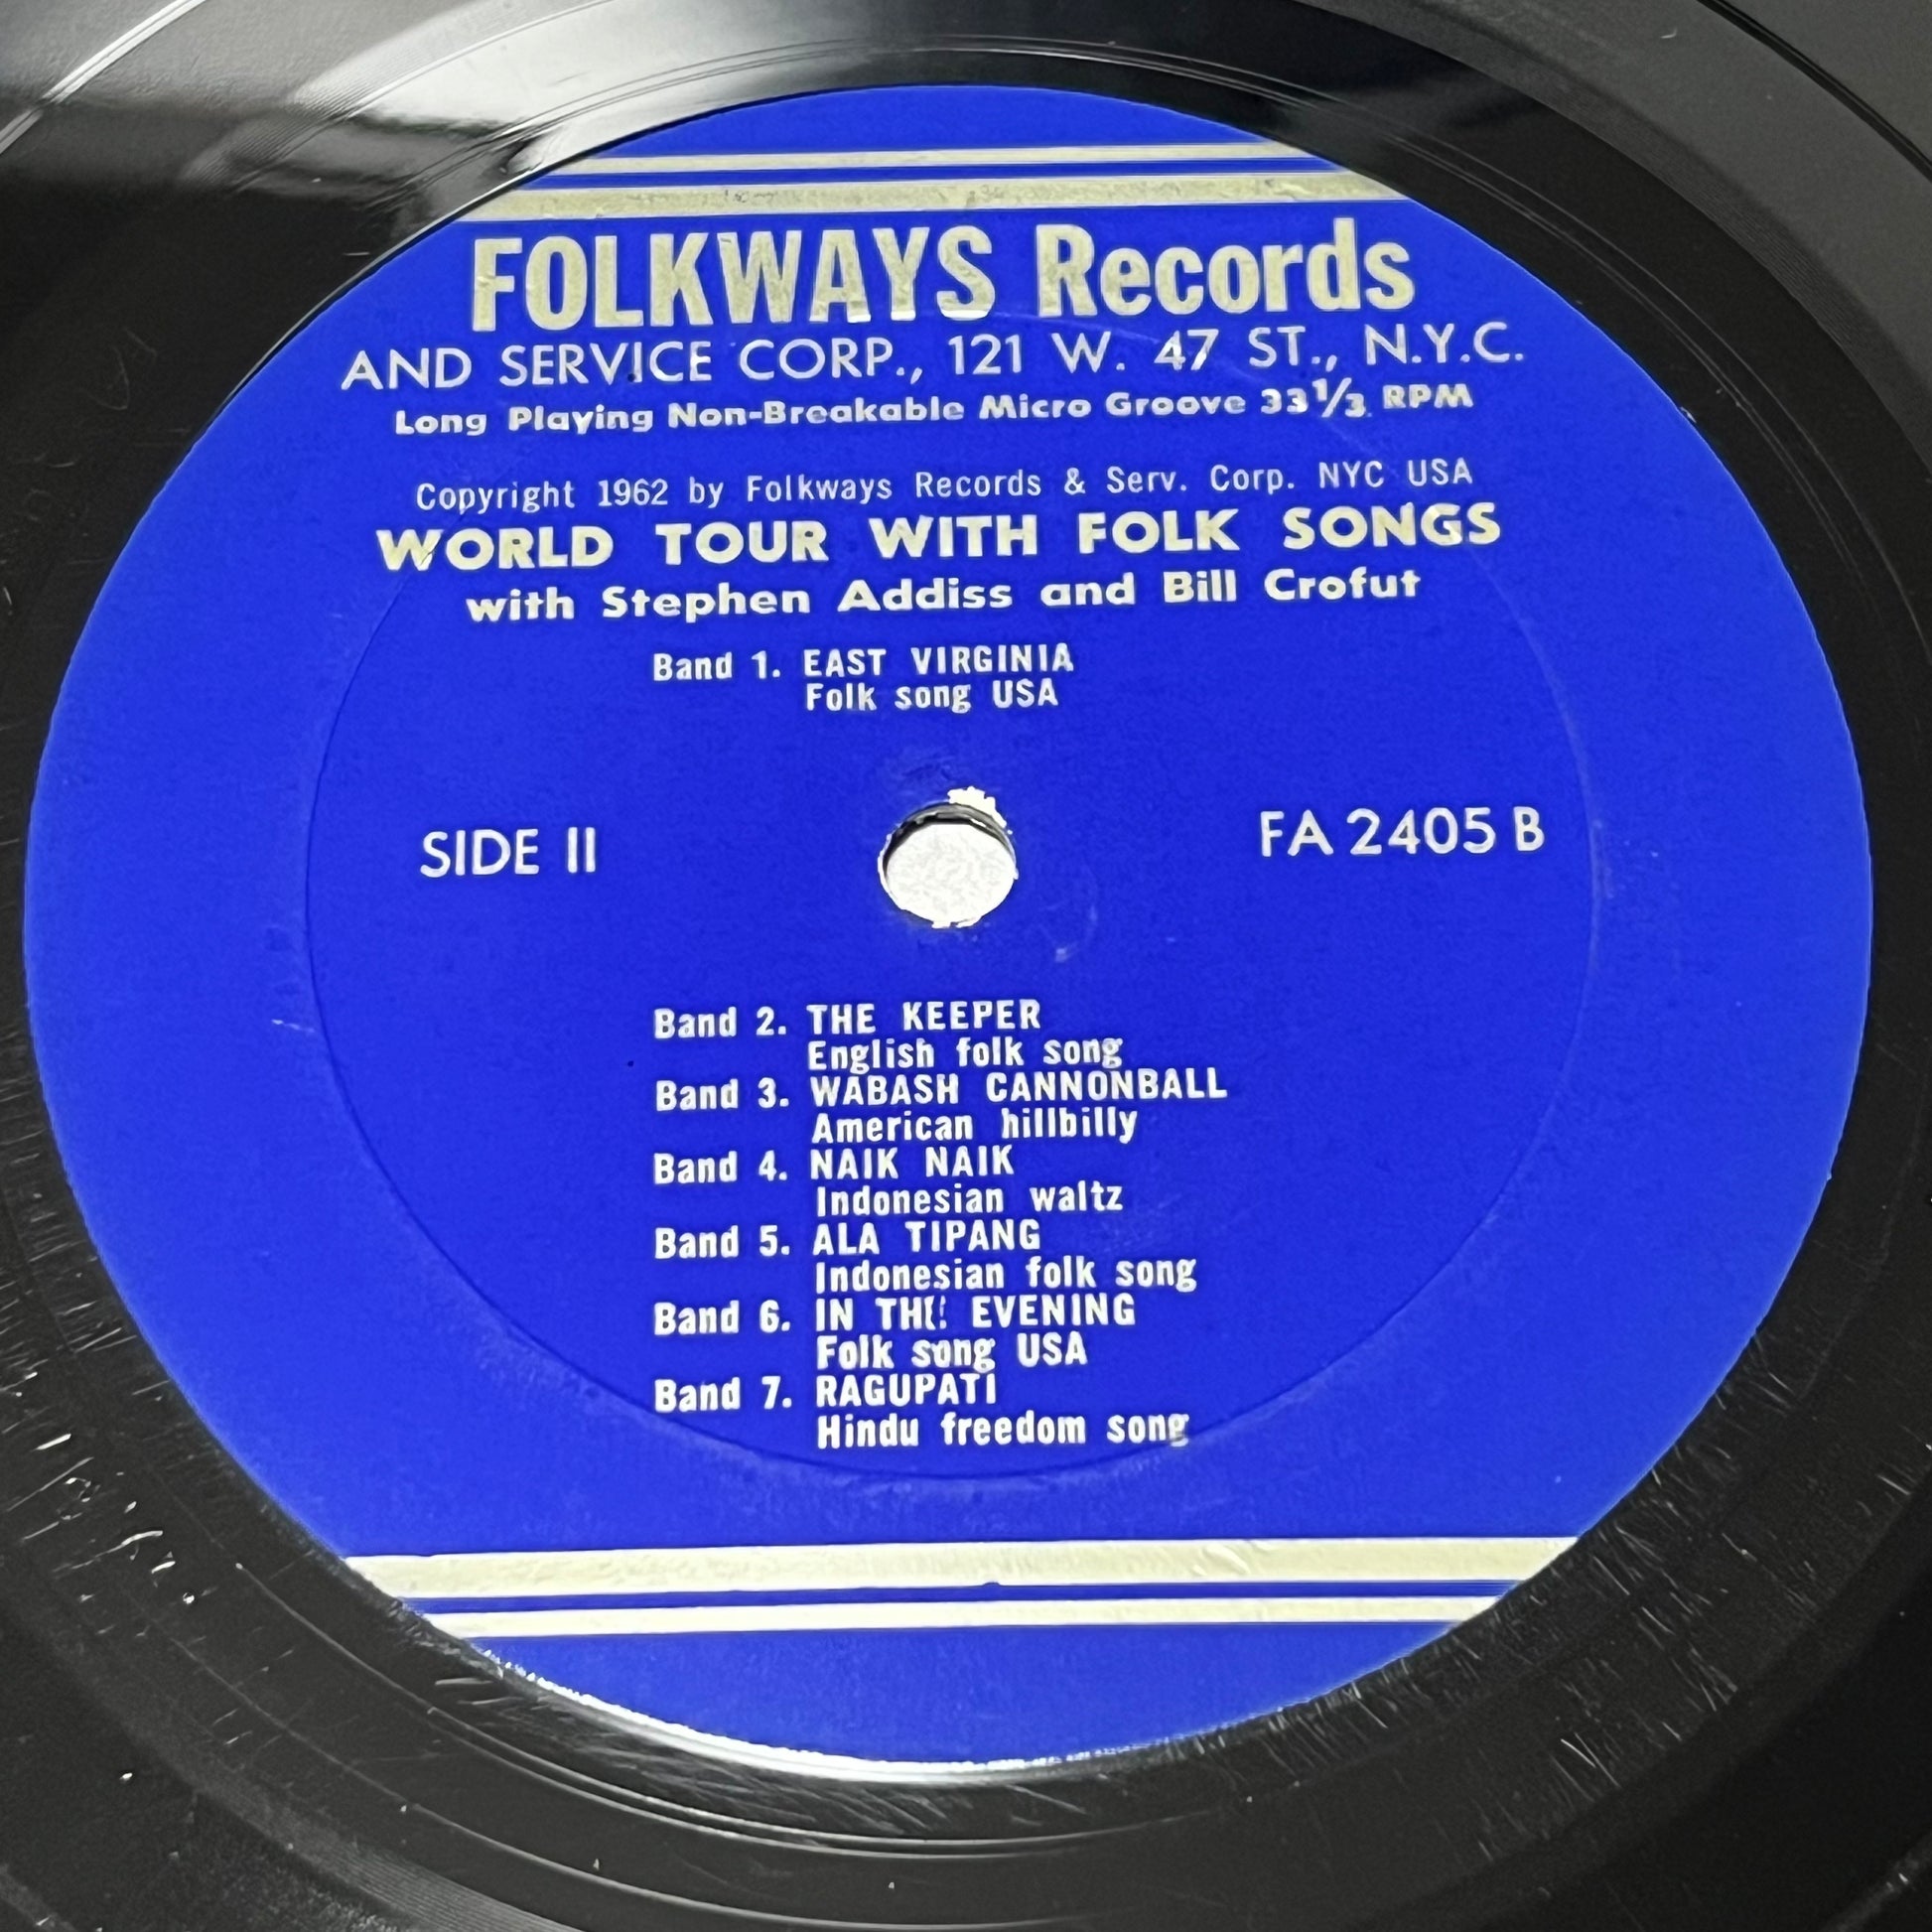 FOLKWAYS Records
AND SERVICE CORP., 121 W. 47 ST., N.Y.C.
Long Playing Non-Breakable Micro Groove 33⅓ RPM
Copyright 1962 by Folkways Records & Serv. Corp. NYC USA
WORLD TOUR WITH FOLK SONGS
with Stephen Addiss and Bill Crofut
Band 1. EAST VIRGINIA
Folk song USA
SIDE II
FA 2405 B
Band 2. THE KEEPER
English folk song
Band 3. WABASH CANNONBALL
American hillbilly
Band 4. NAIK NAIK
Indonesian waltz
Band 5. ALA TIPANG
Indonesian folk song
Band 6. IN THE EVENING
Folk song USA
Band 7. RAGUPATI
Hindu freedom song